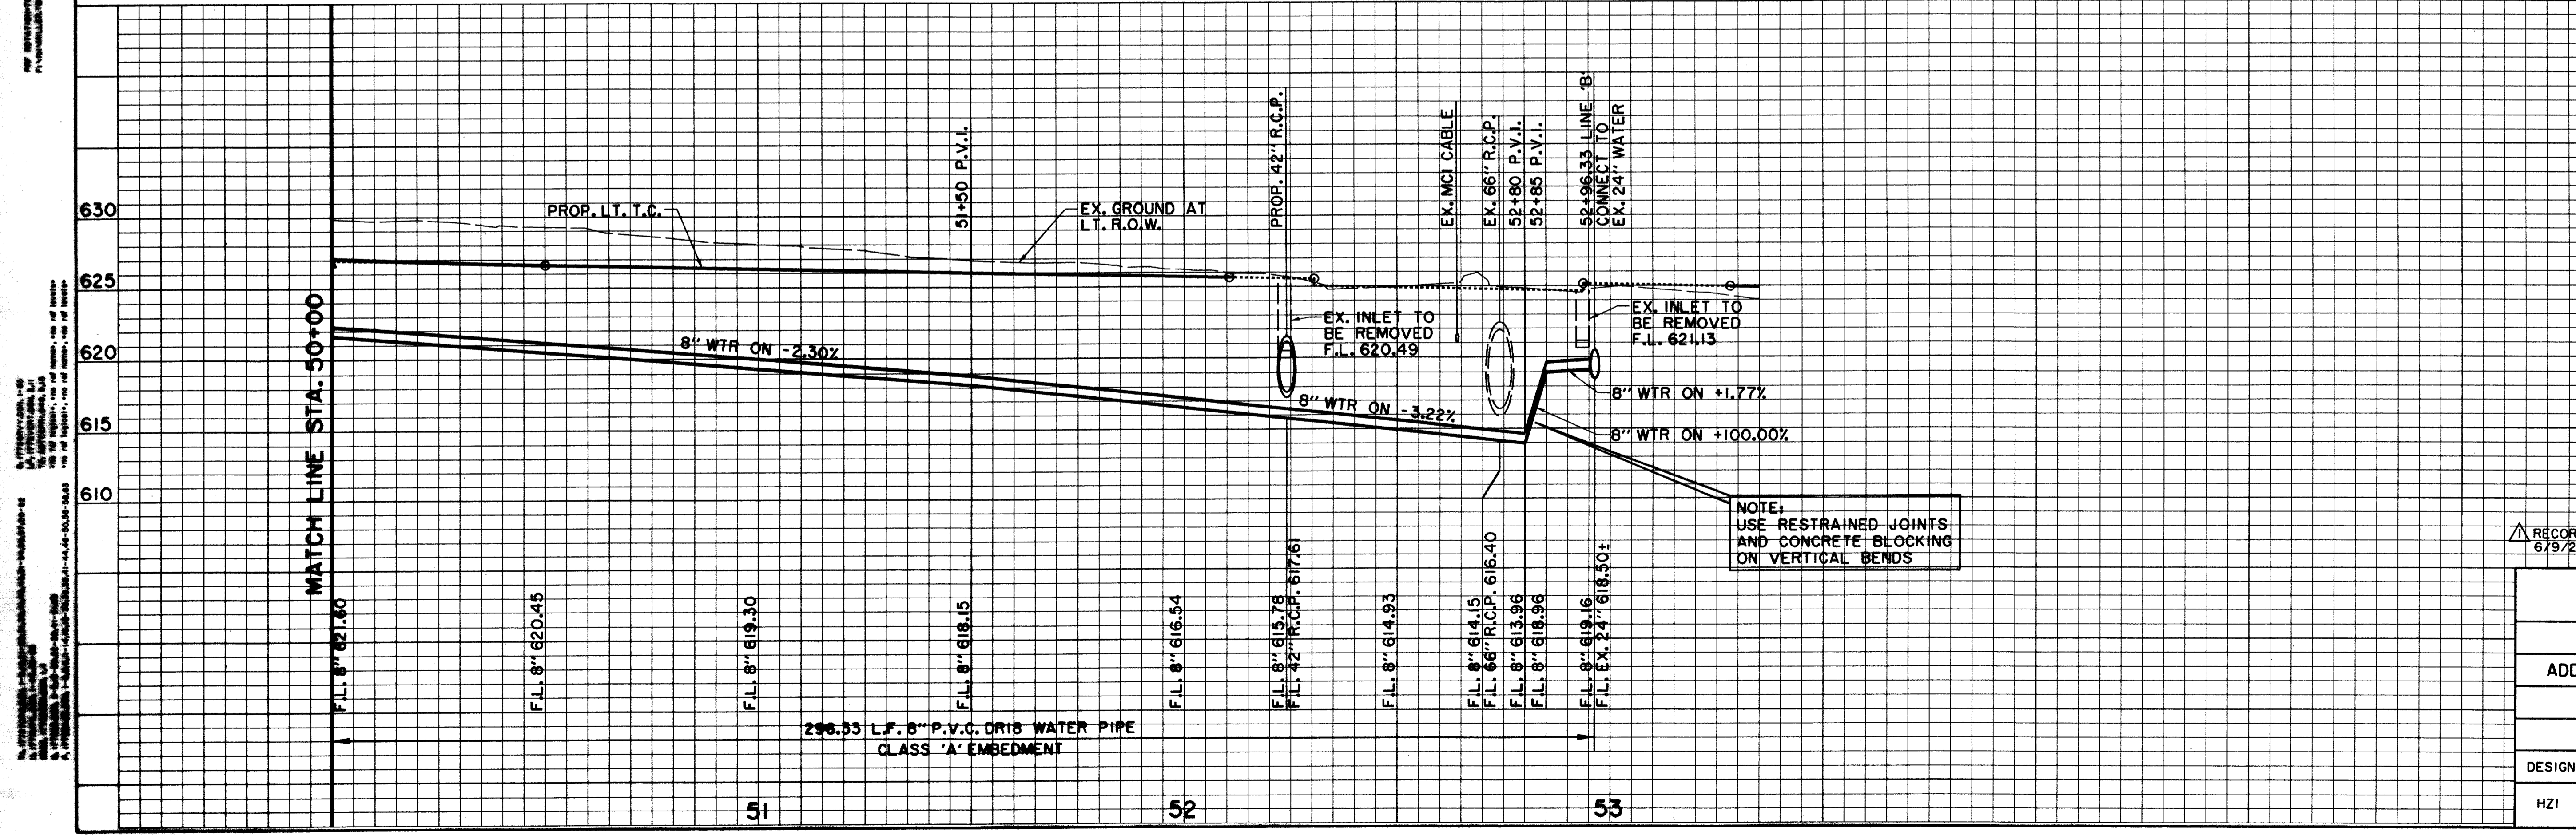 630
625
620
615
610
MATCH LINE STA. 50+00
PROP. LT. T.C.
51+50 P.V.I.
EX. GROUND AT
LT. R.O.W.
PROP. 42" R.C.P.
EX. MCI CABLE
EX. 66" R.C.P.
52+80 P.V.I.
52+85 P.V.I.
52+96.33 LINE 'B'
CONNECT TO
EX. 24" WATER
EX. INLET TO
BE REMOVED
F.L. 620.49
EX. INLET TO
BE REMOVED
F.L. 621.13
8" WTR ON -2.30%
8" WTR ON -3.22%
8" WTR ON +1.77%
8" WTR ON +100.00%
NOTE:
USE RESTRAINED JOINTS
AND CONCRETE BLOCKING
ON VERTICAL BENDS
F.L. 8" 621.60
F.L. 8" 620.45
F.L. 8" 619.30
F.L. 8" 618.15
F.L. 8" 616.54
F.L. 8" 615.78
F.L. 42" R.C.P. 617.61
F.L. 8" 614.93
F.L. 8" 614.15
F.L. 66" R.C.P. 616.40
F.L. 8" 613.96
F.L. 8" 618.96
F.L. 8" 619.16
F.L. EX. 24" 618.50±
296.33 L.F. 8" P.V.C. DR18 WATER PIPE
CLASS 'A' EMBEDMENT
51
52
53
1
RECOR
6/9/2
ADD
DESIGN
HZI